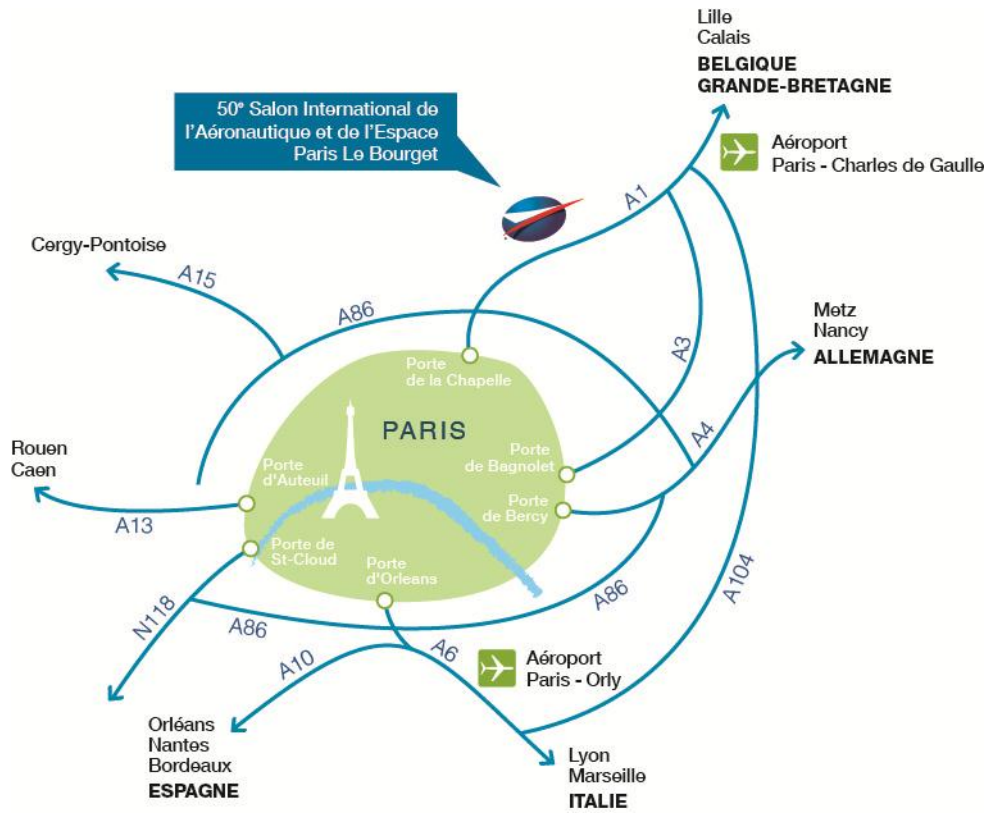 Lille
Calais
BELGIQUE
GRANDE-BRETAGNE
50° Salon International de
l'Aéronautique et de l'Espace
Paris Le Bourget
Aéroport
Paris - Charles de Gaulle
A1
Cergy-Pontoise
A15
A86
Metz
Nancy
ALLEMAGNE
A3
Porte
de la Chapelle
PARIS
A4
Rouen
Caen
Porte
d'Auteuil
Porte
de Bagnolet
Porte
de Bercy
A13
Porte de
St-Cloud
Porte
d'Orleans
A104
N118
A86
A86
A10
A6
Aéroport
Paris - Orly
Orléans
Nantes
Bordeaux
ESPAGNE
Lyon
Marseille
ITALIE